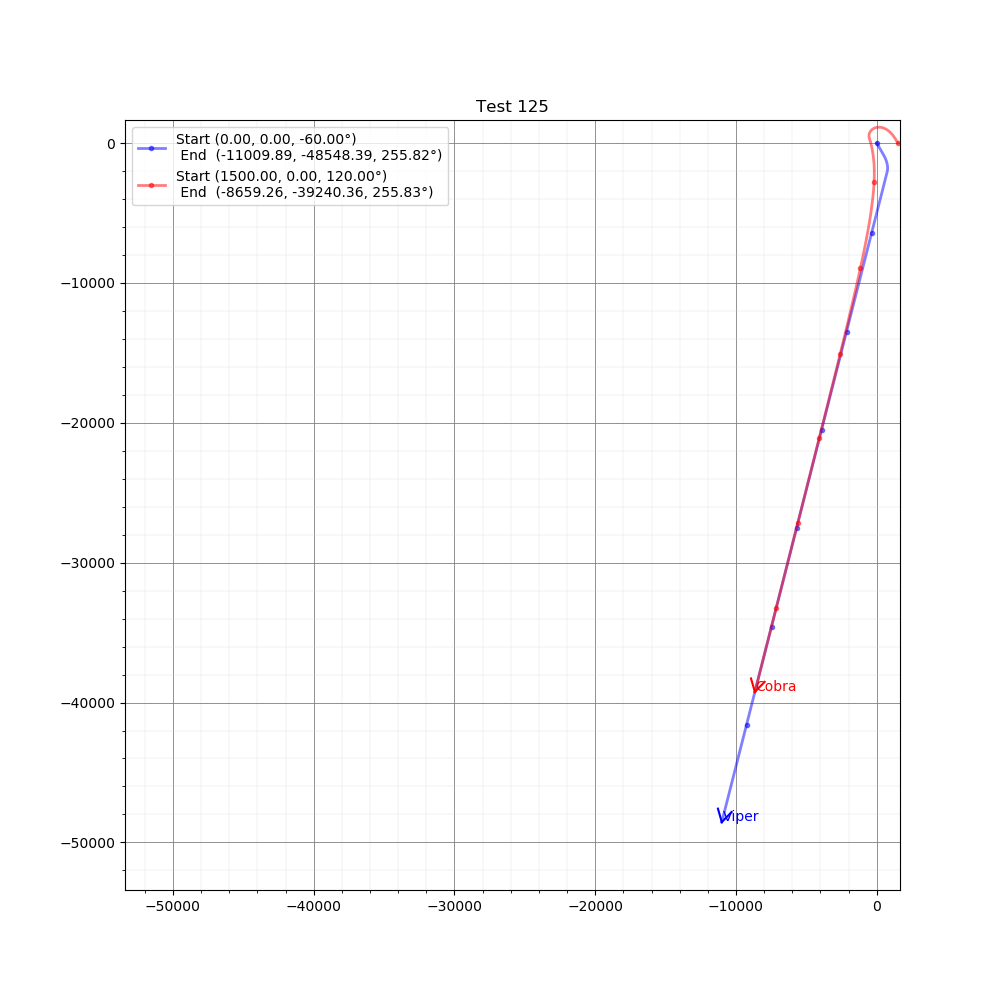 Test 125
Start (0.00, 0.00, -60.00°)
End  (-11009.89, -48548.39, 255.82°)
Start (1500.00, 0.00, 120.00°)
End  (-8659.26, -39240.36, 255.83°)
0
−10000
−20000
−30000
−40000
−50000
Cobra
Viper
−50000
−40000
−30000
−20000
−10000
0